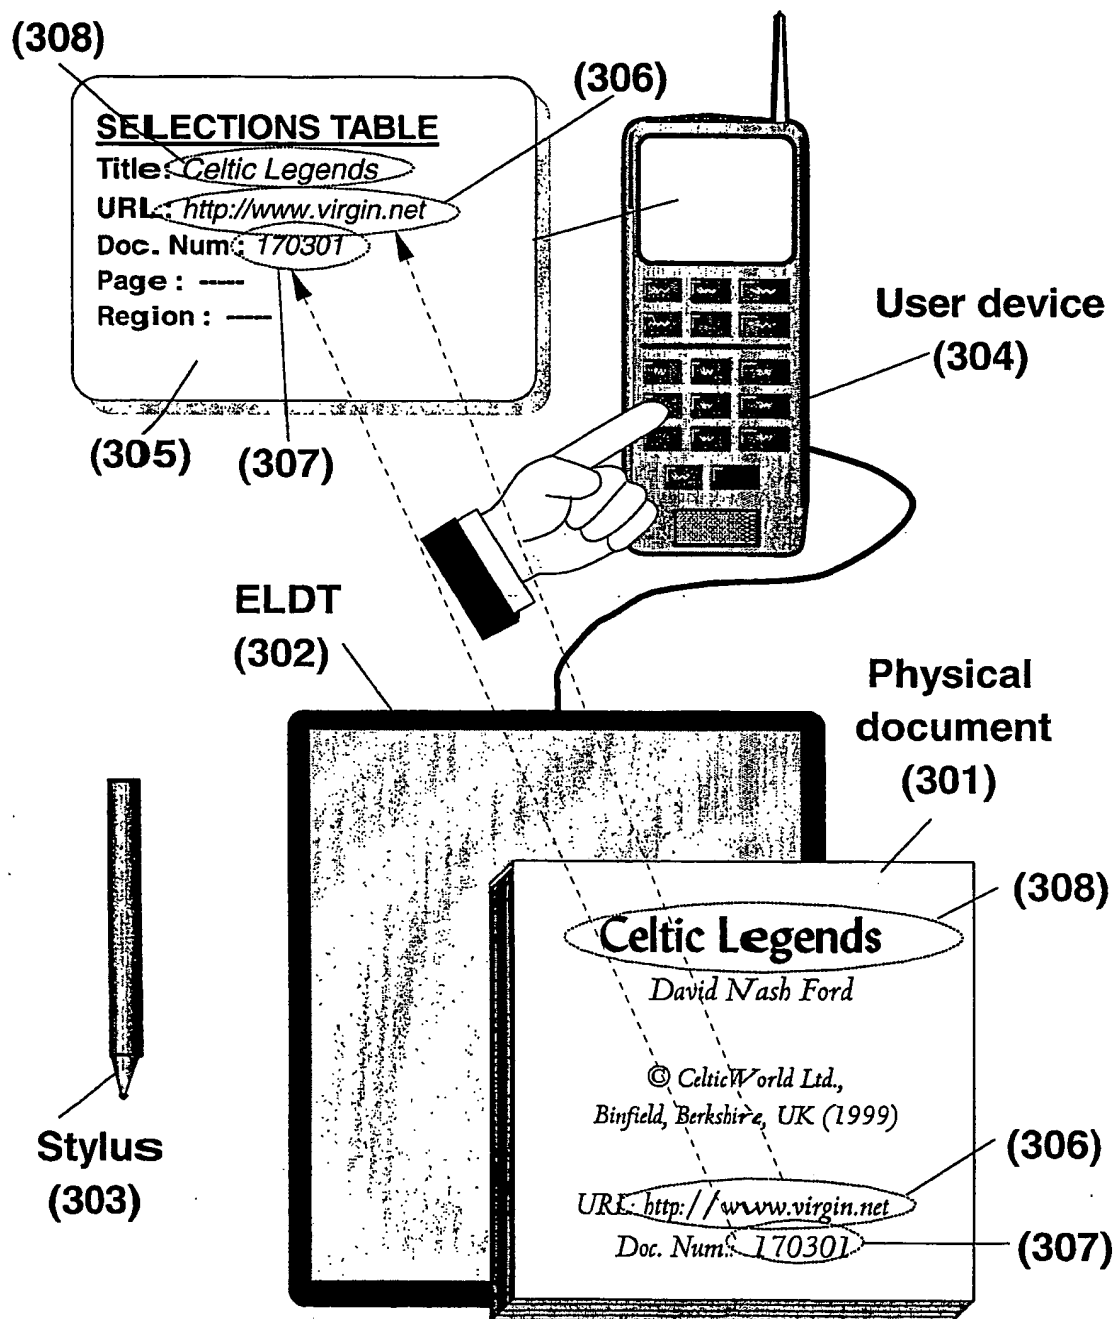 (308)
(306)
SELECTIONS TABLE
Title: Celtic Legends
URL: http://www.virgin.net
Doc. Num: 170301
Page : -----
Region : ----
(305)
(307)
User device
(304)
ELDT
(302)
Physical
document
(301)
(308)
Celtic Legends
David Nash Ford
© CelticWorld Ltd.,
Binfield, Berkshire, UK (1999)
Stylus
(303)
(306)
URL: http://www.virgin.net
Doc. Num.: 170301
(307)